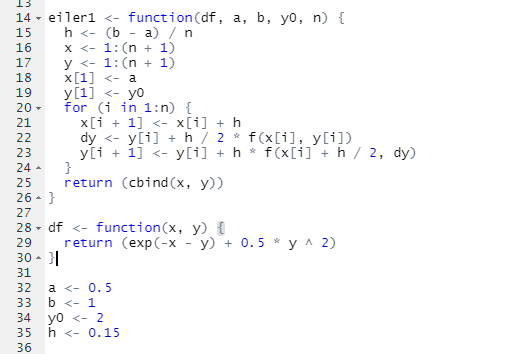 13
14 eiler1 <- function(df, a, b, y0, n) {
15   h <- (b - a) / n
16   x <- 1:(n + 1)
17   y <- 1:(n + 1)
18   x[1] <- a
19   y[1] <- y0
20   for (i in 1:n) {
21     x[i + 1] <- x[i] + h
22     dy <- y[i] + h / 2 * f(x[i], y[i])
23     y[i + 1] <- y[i] + h * f(x[i] + h / 2, dy)
24   }
25   return (cbind(x, y))
26 }
27
28 df <- function(x, y) {
29   return (exp(-x - y) + 0.5 * y ^ 2)
30 }
31
32 a <- 0.5
33 b <- 1
34 y0 <- 2
35 h <- 0.15
36